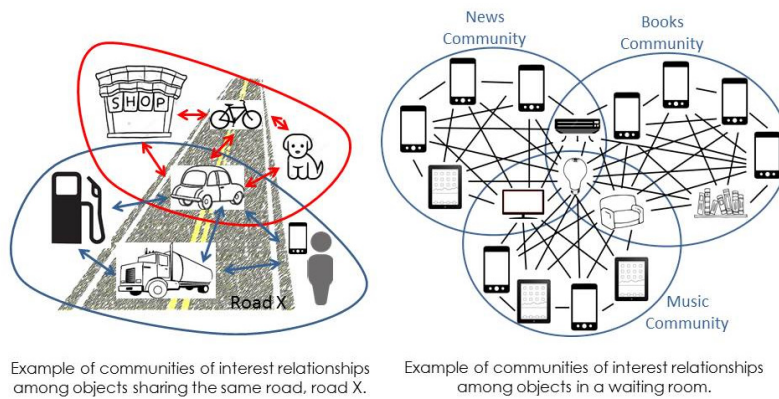 SHOP
Road X
Example of communities of interest relationships
among objects sharing the same road, road X.
News
Community
Books
Community
Music
Community
Example of communities of interest relationships
among objects in a waiting room.